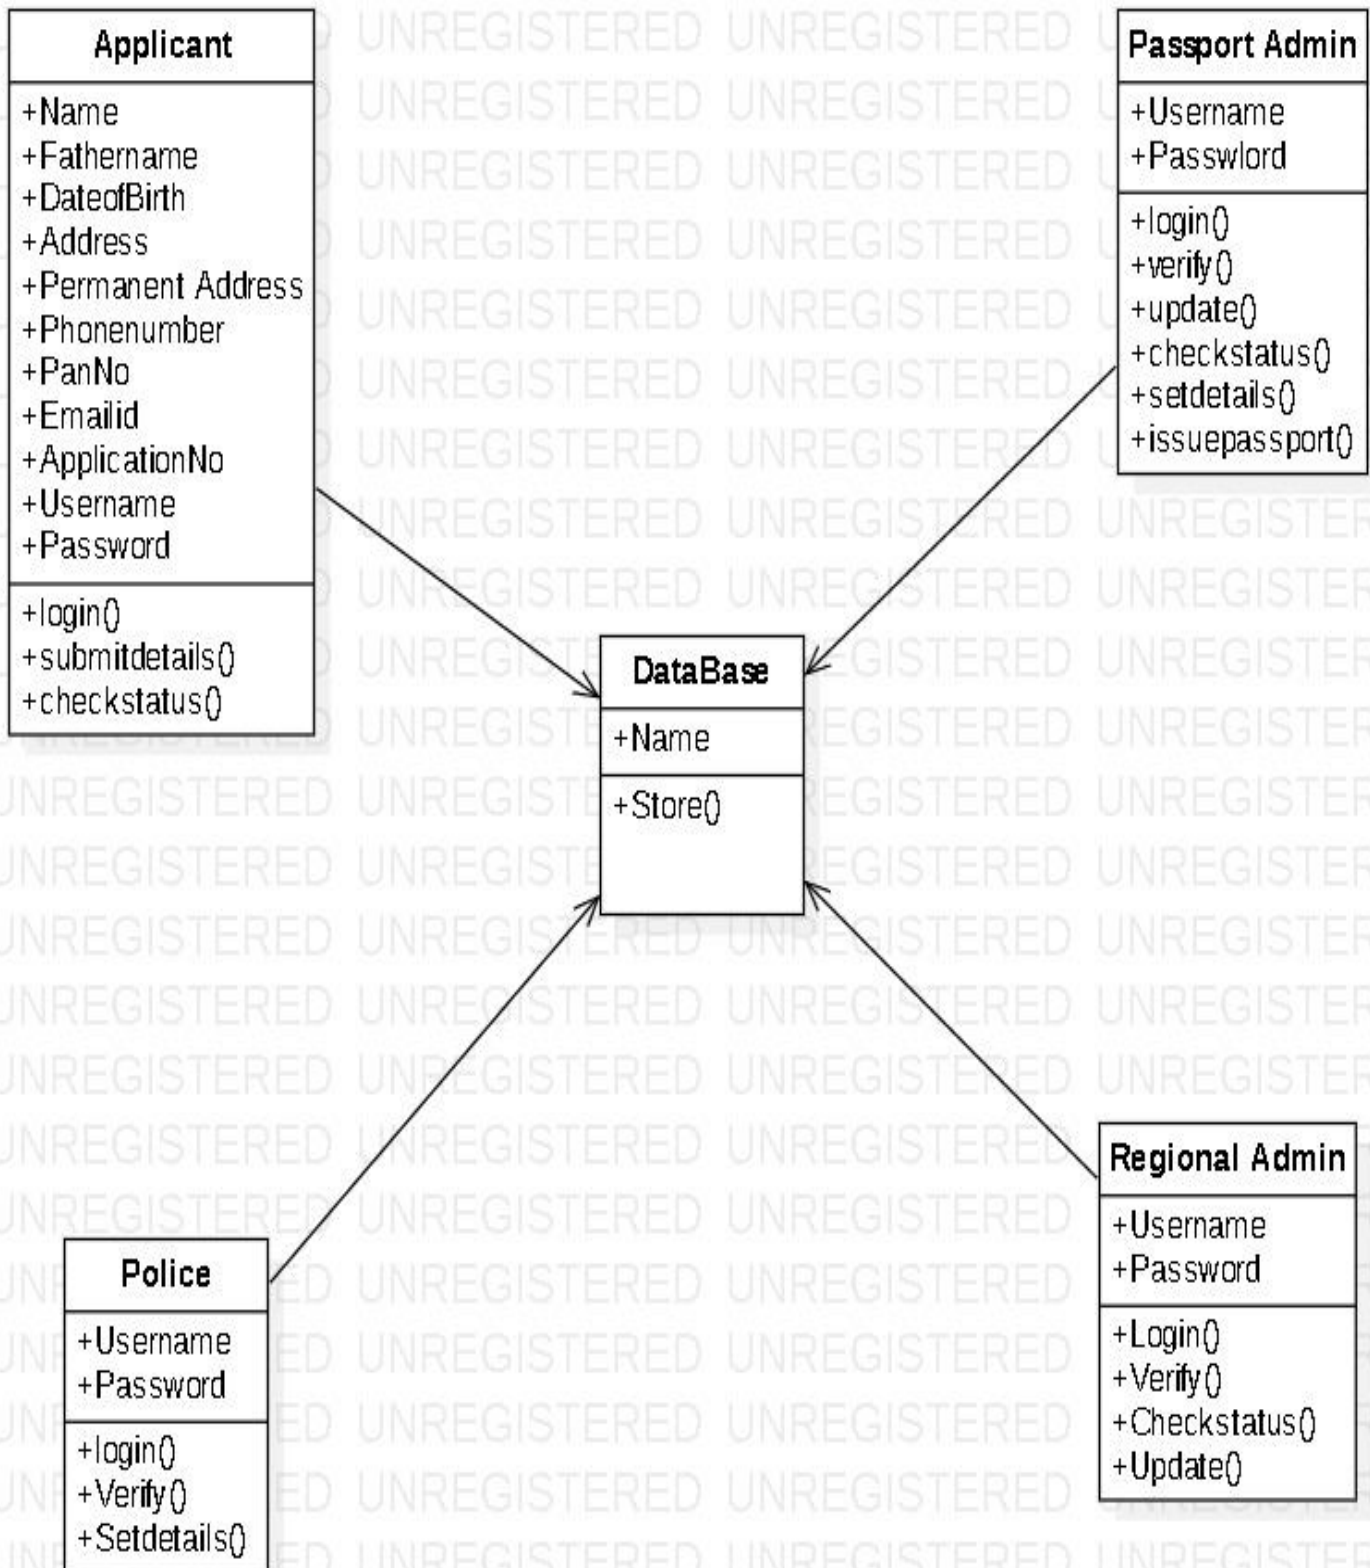 Applicant
+Name
+Fathername
+DateofBirth
+Address
+Permanent Address
+Phonenumber
+PanNo
+Emailid
+ApplicationNo
+Username
+Password
+login()
+submitdetails()
+checkstatus()
Passport Admin
+Username
+Passwlord
+login()
+verify()
+update()
+checkstatus()
+setdetails()
+issuepassport()
DataBase
+Name
+Store()
Police
+Username
+Password
+login()
+Verify()
+Setdetails()
Regional Admin
+Username
+Password
+Login()
+Verify()
+Checkstatus()
+Update()
UNREGISTERED